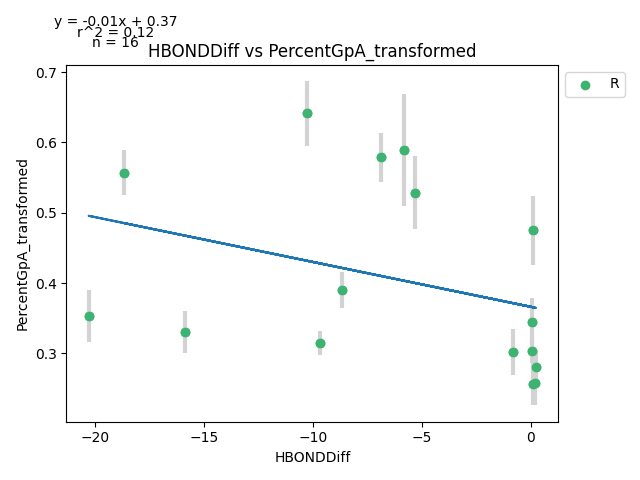 y = -0.01x + 0.37
r^2 = 0.12
n = 16
HBONDDiff vs PercentGpA_transformed
R
0.7
0.6
0.5
0.4
0.3
PercentGpA_transformed
−20
−15
−10
−5
0
HBONDDiff